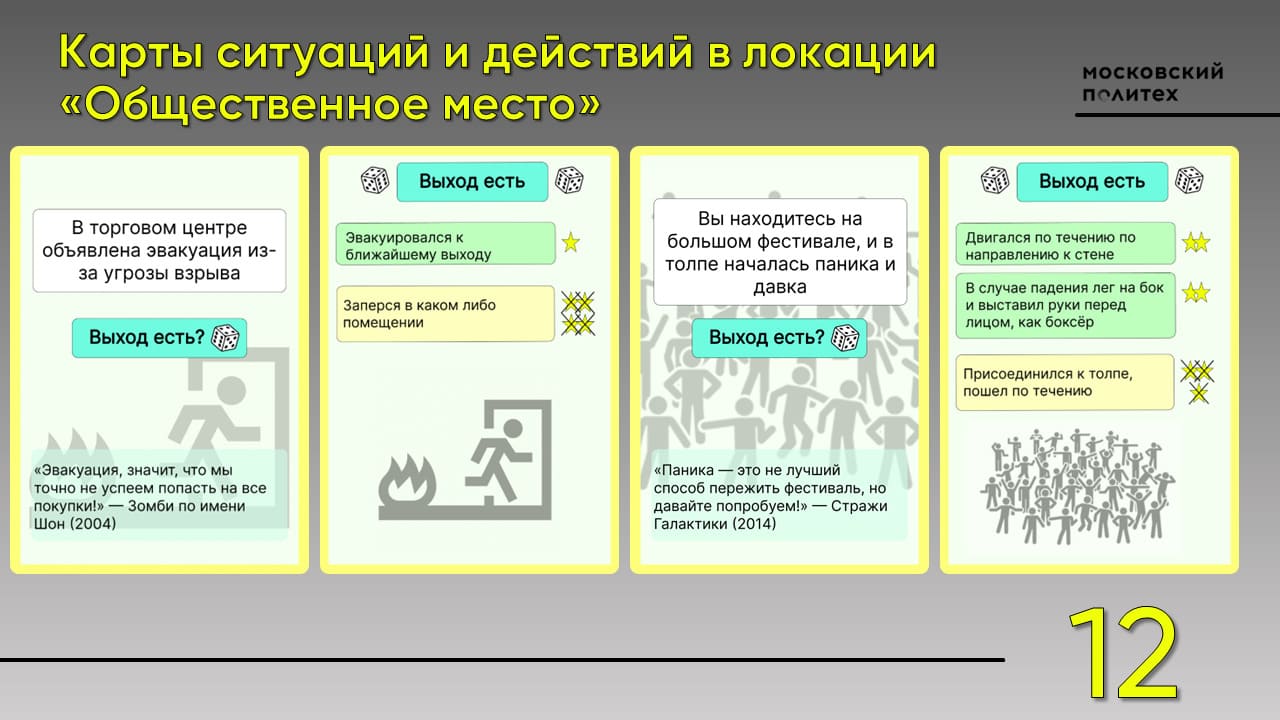 Карты ситуаций и действий в локации
«Общественное место»
МОСКОВСКИЙ
ПОЛИТЕХ
В торговом центре
объявлена эвакуация из-
за угрозы взрыва
Выход есть?
«Эвакуация, значит, что мы
точно не успеем попасть на все
покупки!» — Зомби по имени
Шон (2004)
Выход есть
Эвакуировался к
ближайшему выходу
Заперся в каком либо
помещении
Вы находитесь на
большом фестивале, и в
толпе началась паника и
давка
Выход есть?
«Паника — это не лучший
способ пережить фестиваль, но
давайте попробуем!» — Стражи
Галактики (2014)
Выход есть
Двигался по течению по
направлению к стене
В случае падения лег на бок
и выставил руки перед
лицом, как боксёр
Присоединился к толпе,
пошел по течению
12